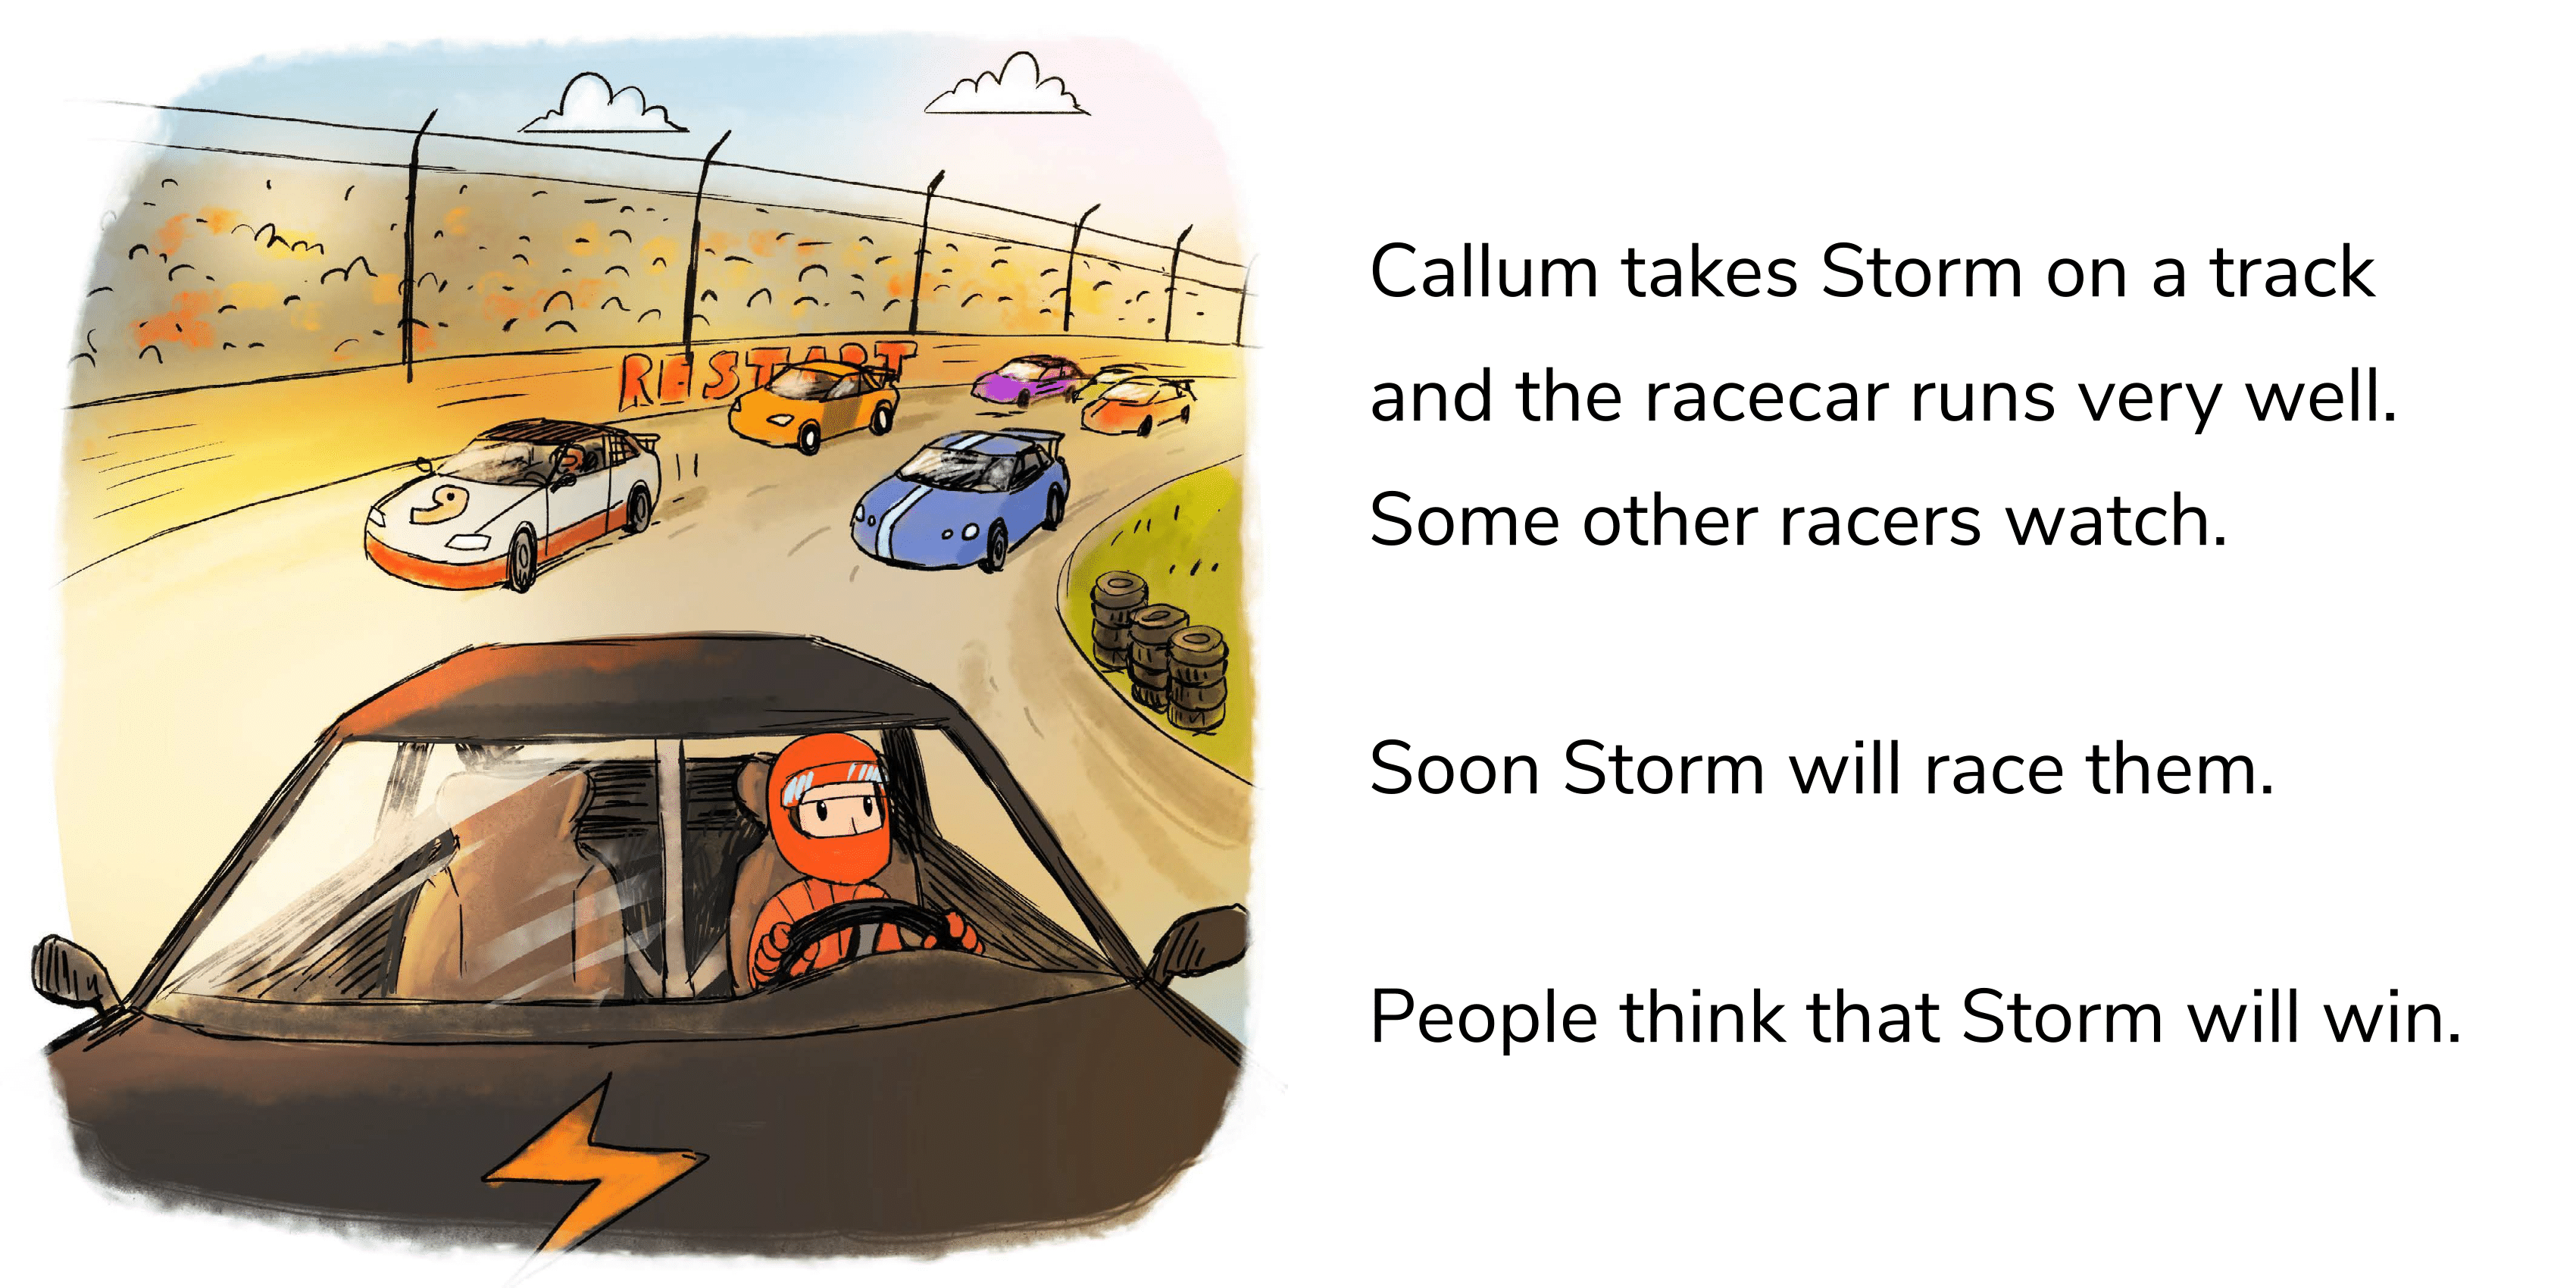 RESTART
9
Callum takes Storm on a track
and the racecar runs very well.
Some other racers watch.
Soon Storm will race them.
People think that Storm will win.